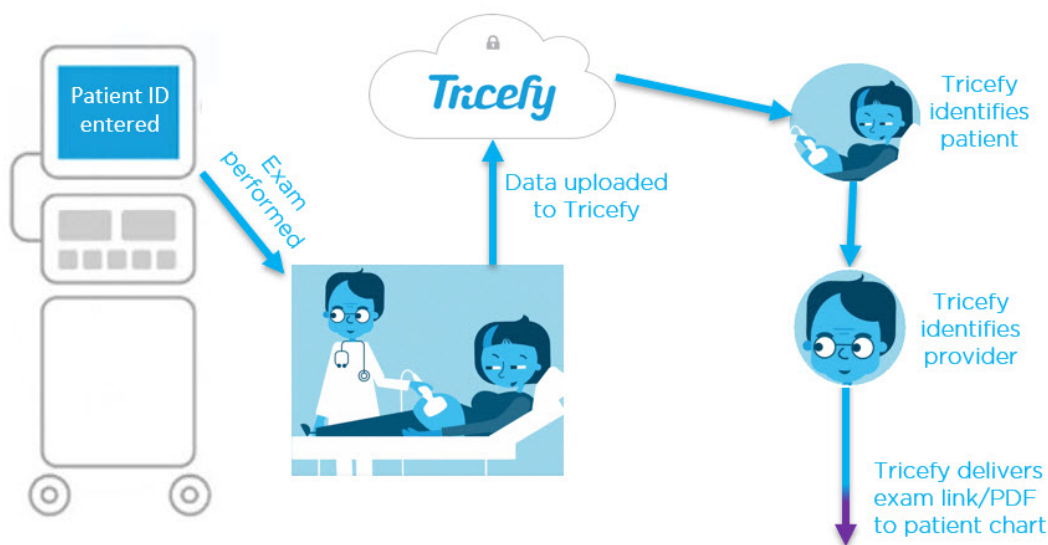 Patient ID
entered
Exam
performed
Tricefy
Data uploaded
to Tricefy
Tricefy
identifies
patient
Tricefy
identifies
provider
Tricefy delivers
exam link/PDF
to patient chart